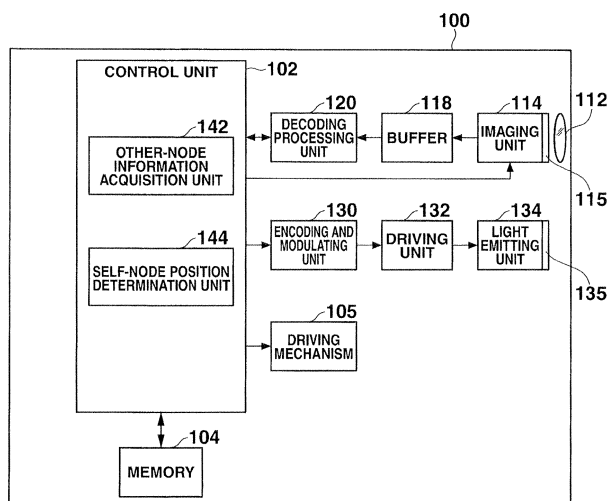 100
CONTROL UNIT
102
142
OTHER-NODE
INFORMATION
ACQUISITION UNIT
144
SELF-NODE POSITION
DETERMINATION UNIT
120
DECODING
PROCESSING
UNIT
118
BUFFER
114
IMAGING
UNIT
112
115
130
ENCODING AND
MODULATING
UNIT
132
DRIVING
UNIT
134
LIGHT
EMITTING
UNIT
135
105
DRIVING
MECHANISM
104
MEMORY